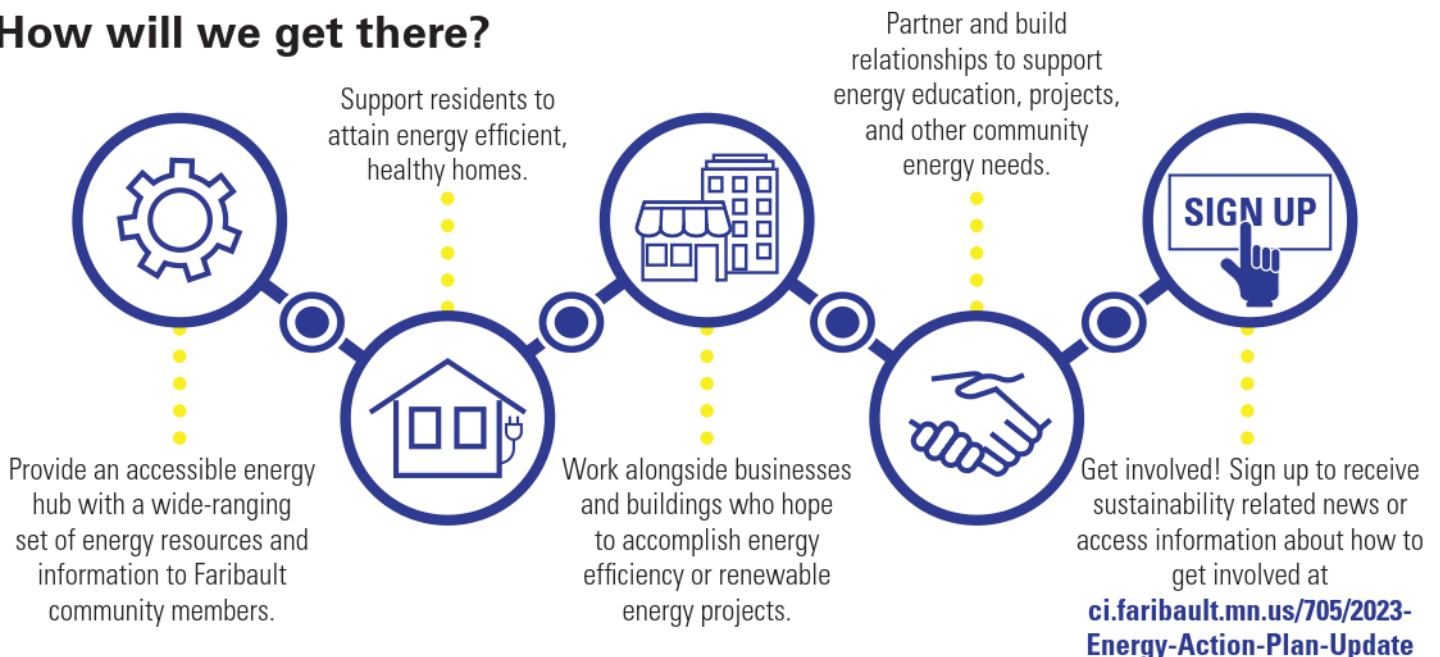 How will we get there?
Provide an accessible energy
hub with a wide-ranging
set of energy resources and
information to Faribault
community members.
Support residents to
attain energy efficient,
healthy homes.
Work alongside businesses
and buildings who hope
to accomplish energy
efficiency or renewable
energy projects.
Partner and build
relationships to support
energy education, projects,
and other community
energy needs.
SIGN UP
Get involved! Sign up to receive
sustainability related news or
access information about how to
get involved at
ci.faribault.mn.us/705/2023-
Energy-Action-Plan-Update